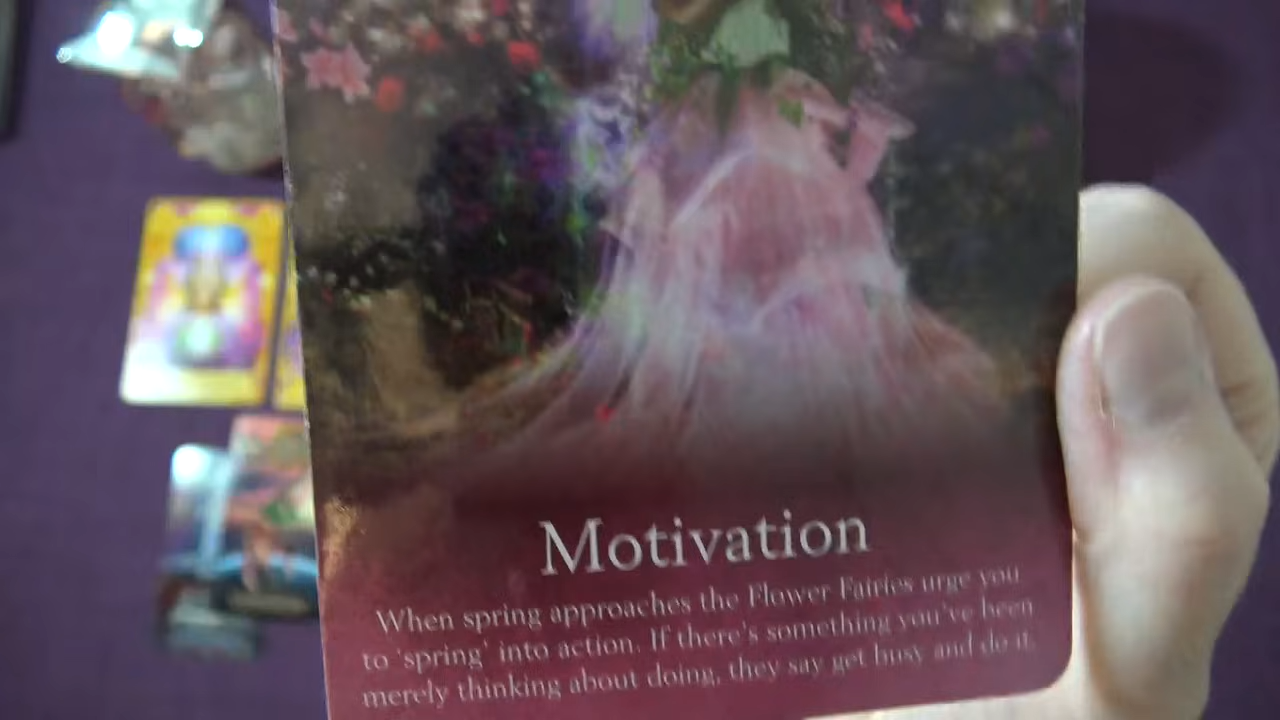 Motivation
When spring approaches the Flower Fairies urge you
to 'spring' into action. If there's something you've been
merely thinking about doing, they say get busy and do it.